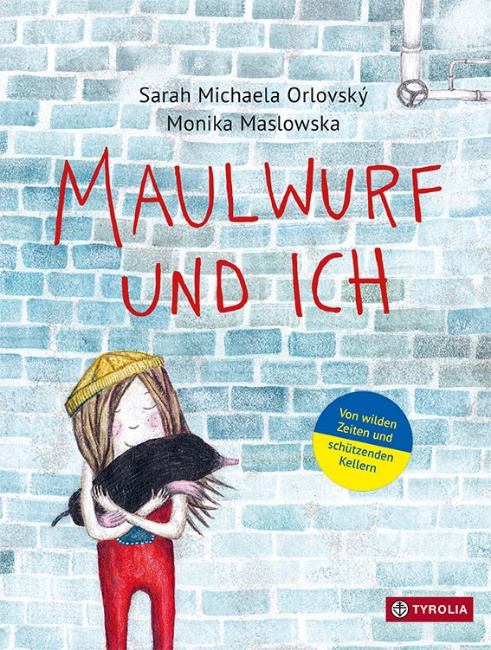 Sarah Michaela Orlovský
Monika Maslowska
MAULWURF
UND ICH
Von wilden
Zeiten und
schützenden
Kellern
TYROLIA